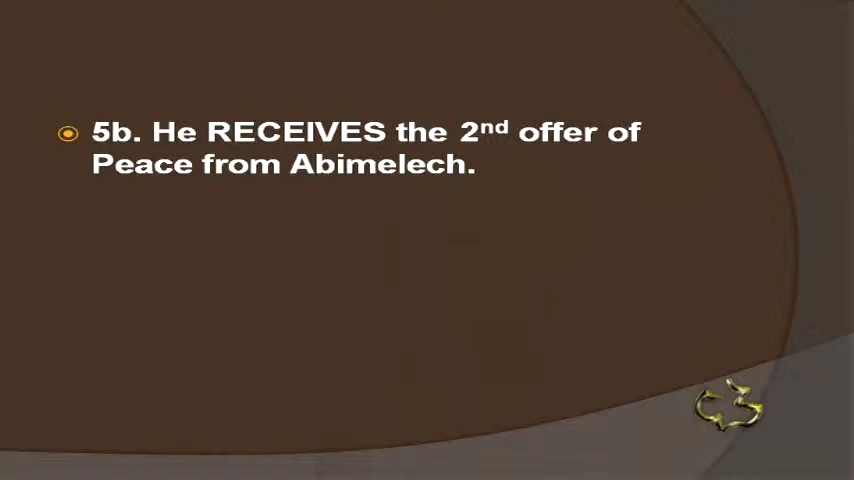 5b. He RECEIVES the 2nd offer of
Peace from Abimelech.